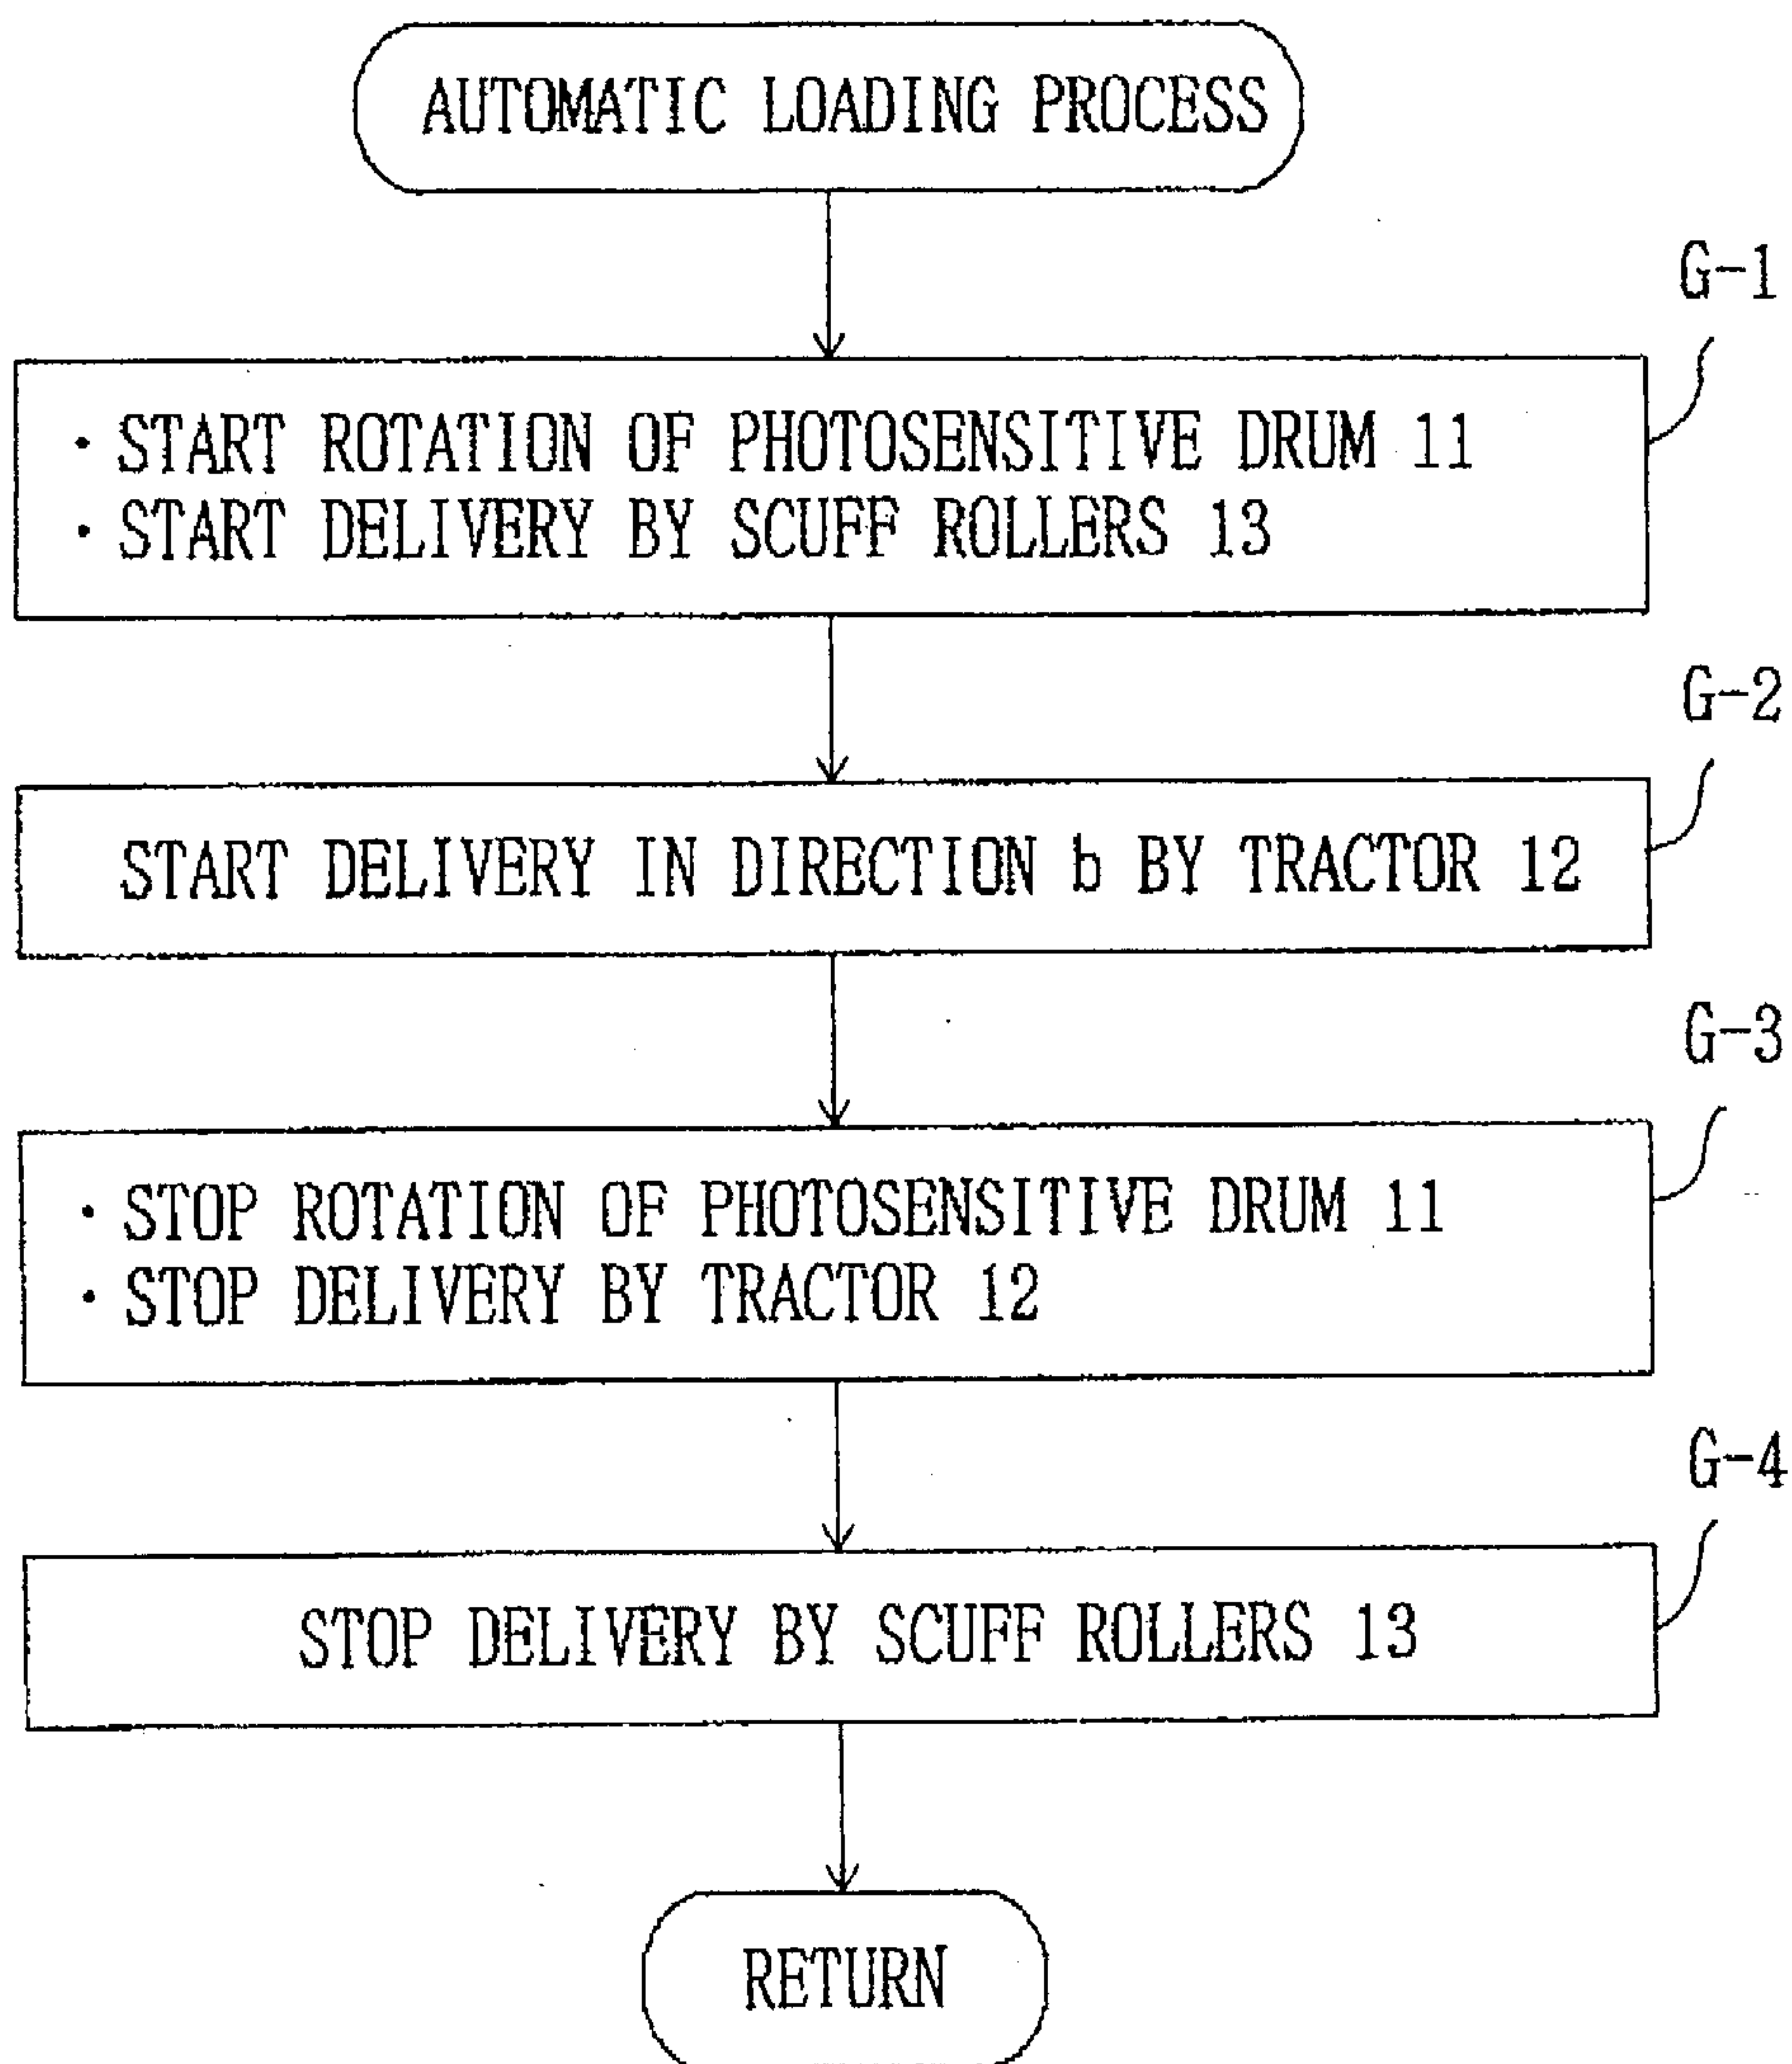 AUTOMATIC LOADING PROCESS
G-1
· START ROTATION OF PHOTOSENSITIVE DRUM 11
· START DELIVERY BY SCUFF ROLLERS 13
G-2
START DELIVERY IN DIRECTION b BY TRACTOR 12
G-3
· STOP ROTATION OF PHOTOSENSITIVE DRUM 11
· STOP DELIVERY BY TRACTOR 12
G-4
STOP DELIVERY BY SCUFF ROLLERS 13
RETURN